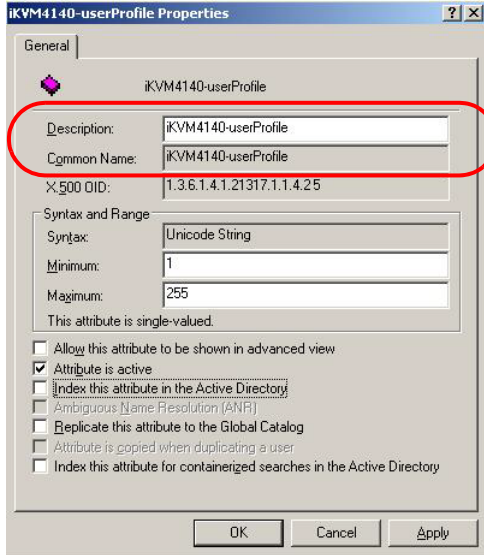 iKVM4140-userProfile Properties
General
iKVM4140-userProfile
Description: iKVM4140-userProfile
Common Name: iKVM4140-userProfile
X.500 OID: 1.3.6.1.4.1.21317.1.1.4.2.5
Syntax and Range
Syntax: Unicode String
Minimum: 1
Maximum: 255
This attribute is single-valued.
Allow this attribute to be shown in advanced view
Attribute is active
Index this attribute in the Active Directory
Ambiguous Name Resolution (ANR)
Replicate this attribute to the Global Catalog
Attribute is copied when duplicating a user
Index this attribute for containerized searches in the Active Directory
OK Cancel Apply